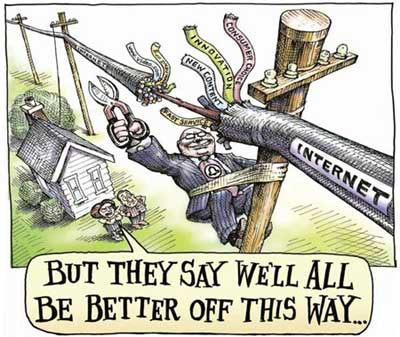 INTERNET
INNOVATION
CONSUMER CHOICE
NEW CONTENT
FAST SERVICE
INTERNET
BUT THEY SAY WE'LL ALL
BE BETTER OFF THIS WAY...